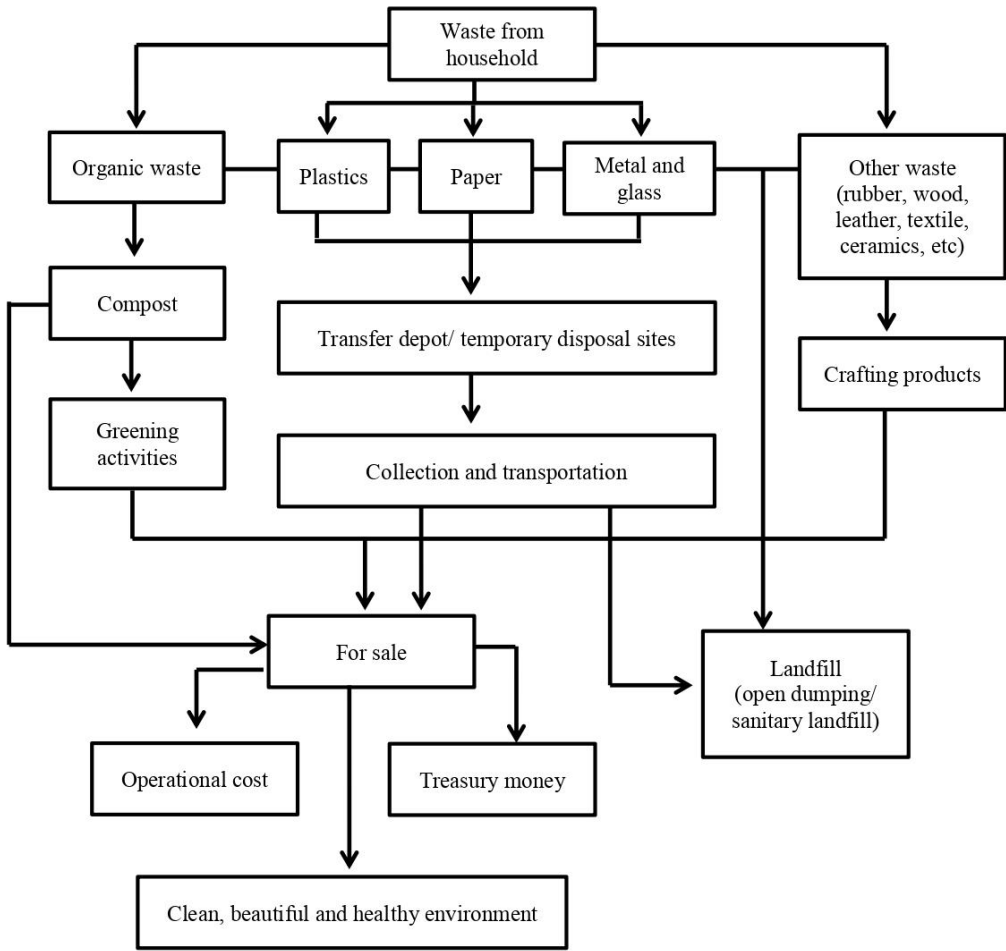 Waste from
household
Organic waste
Plastics
Paper
Metal and
glass
Other waste
(rubber, wood,
leather, textile,
ceramics, etc)
Compost
Transfer depot/ temporary disposal sites
Crafting products
Greening
activities
Collection and transportation
For sale
Landfill
(open dumping/
sanitary landfill)
Operational cost
Treasury money
Clean, beautiful and healthy environment